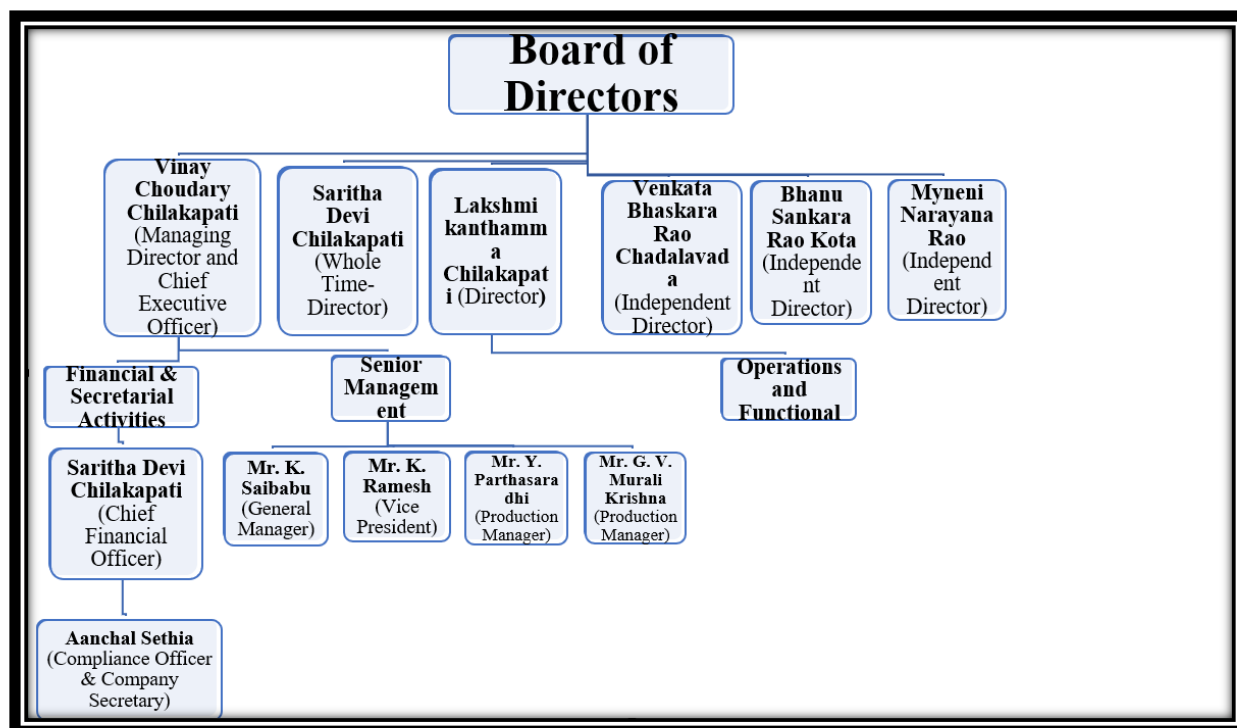 Board of
Directors
Vinay
Choudary
Chilakapati
(Managing
Director and
Chief
Executive
Officer)
Saritha
Devi
Chilakapati
(Whole
Time-
Director)
Lakshmi
kanthamm
a
Chilakapat
i (Director)
Venkata
Bhaskara
Rao
Chadalavad
a
(Independent
Director)
Bhanu
Sankara
Rao Kota
(Independe
nt
Director)
Myneni
Narayana
Rao
(Independ
ent
Director)
Financial &
Secretarial
Activities
Senior
Managem
ent
Operations
and
Functional
Saritha Devi
Chilakapati
(Chief
Financial
Officer)
Mr. K.
Saibabu
(General
Manager)
Mr. K.
Ramesh
(Vice
President)
Mr. Y.
Parthasara
dhi
(Production
Manager)
Mr. G. V.
Murali
Krishna
(Production
Manager)
Aanchal Sethia
(Compliance Officer
& Company
Secretary)